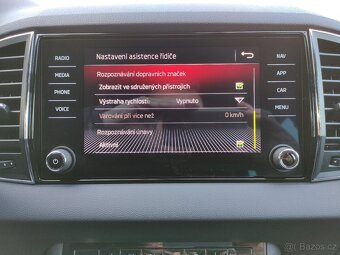 Nastavení asistence řidiče
RADIO
MEDIA
PHONE
VOICE
Rozpoznávání dopravních značek
Zobrazit ve sdružených přístrojích
Výstraha rychlosti: Vypnuto
Varování při více než 0 km/h
Rozpoznávání únavy
Aktivní
NAV
APP
CAR
MENU
Sbazos.cz